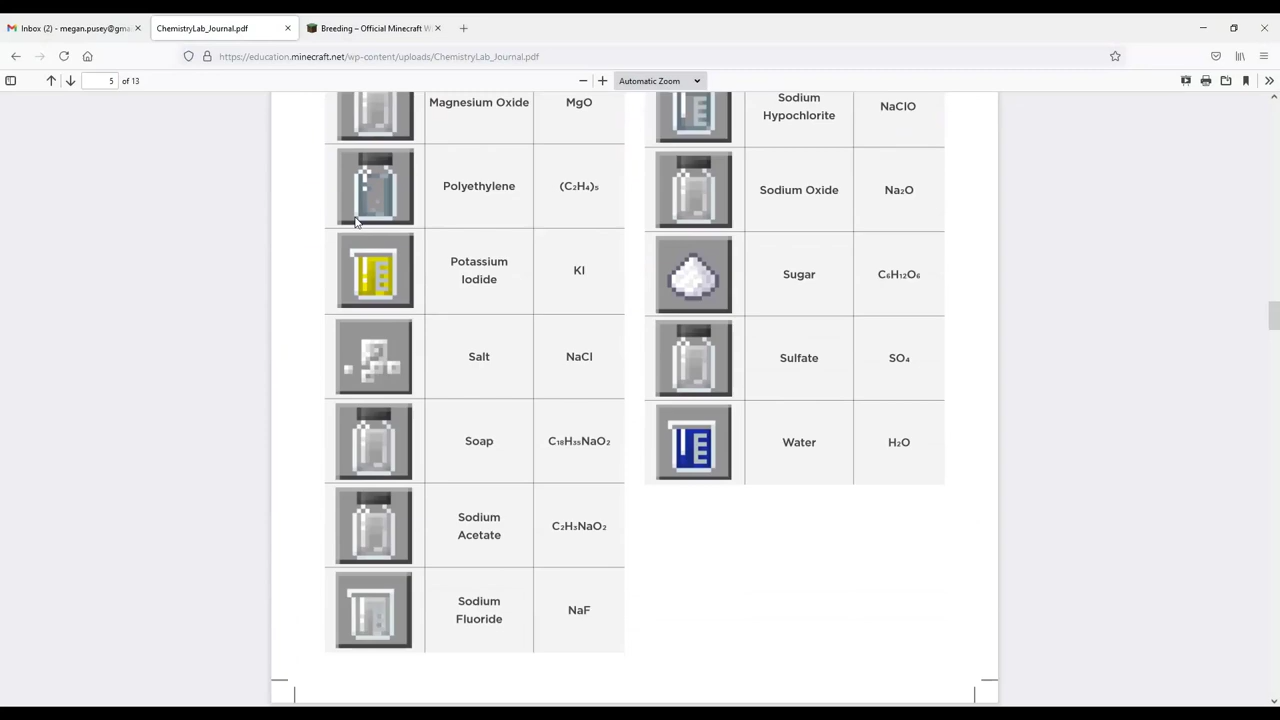 Inbox (2) - megan.pusey@gma
ChemistryLab_Journal.pdf
Breeding – Official Minecraft W
https://education.minecraft.net/wp-content/uploads/ChemistryLab_Journal.pdf
5 of 13
Automatic Zoom
Magnesium Oxide MgO
Polyethylene (C₂H₄)₅
Potassium
Iodide
KI
Salt NaCl
Soap C₁₈H₃₅NaO₂
Sodium
Acetate
C₂H₃NaO₂
Sodium
Fluoride
NaF
Sodium
Hypochlorite
NaClO
Sodium Oxide Na₂O
Sugar C₆H₁₂O₆
Sulfate SO₄
Water H₂O